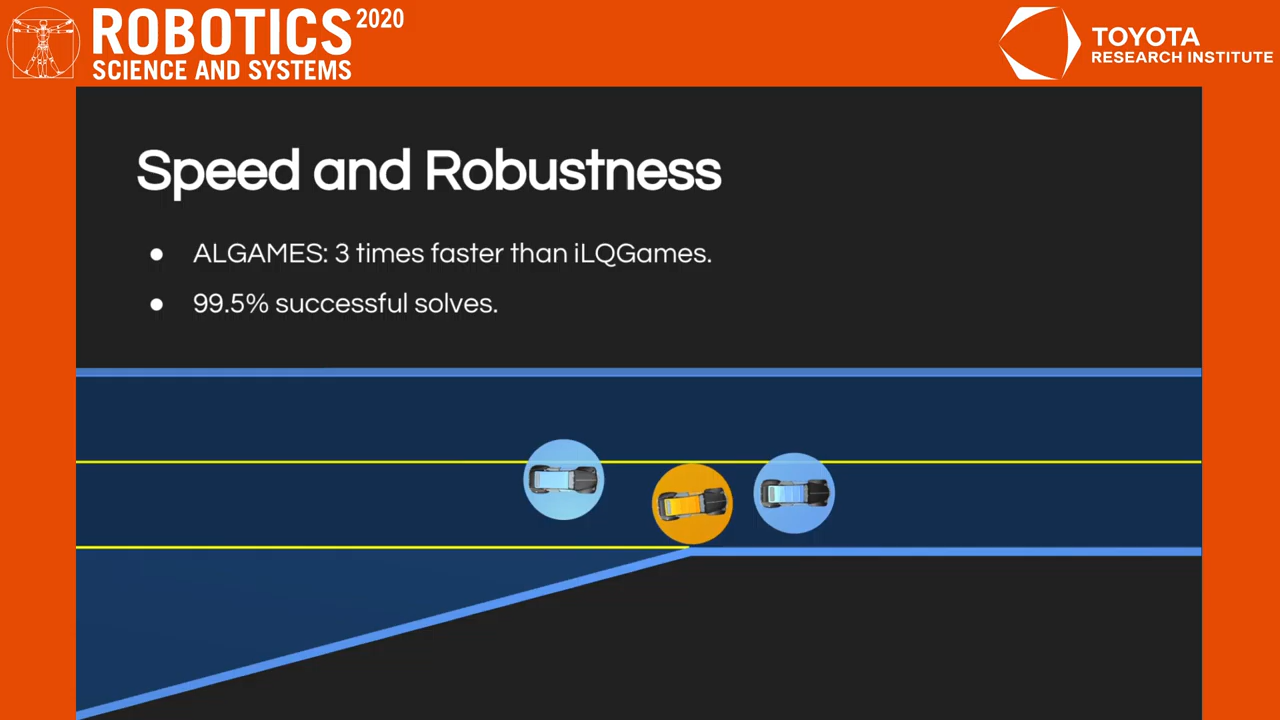 ROBOTICS 2020
SCIENCE AND SYSTEMS
TOYOTA
RESEARCH INSTITUTE
Speed and Robustness
● ALGAMES: 3 times faster than iLQGames.
● 99.5% successful solves.